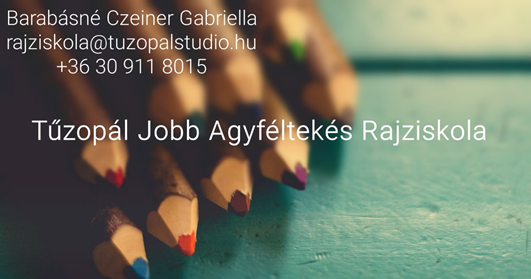 Barabásné Czeiner Gabriella
rajziskola@tuzopalstudio.hu
+36 30 911 8015
Tűzopál Jobb Agyféltekés Rajziskola